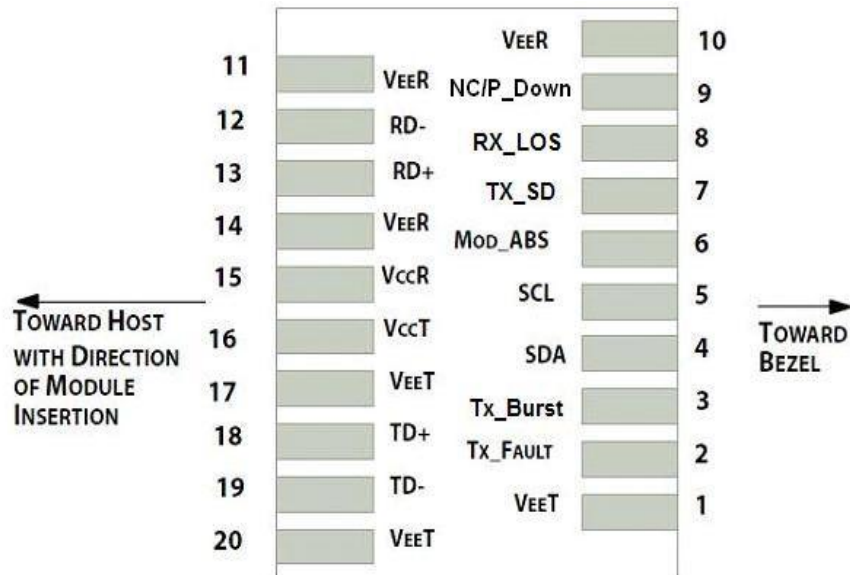 VEER 10
11 VEER
NC/P_Down 9
12 RD-
RX_LOS 8
13 RD+
TX_SD 7
14 VEER
MOD_ABS 6
15 VCCR
SCL 5
TOWARD HOST
WITH DIRECTION
OF MODULE
INSERTION
TOWARD
BEZEL
16 VCCT
SDA 4
17 VEET
Tx_Burst 3
18 TD+
TX_FAULT 2
19 TD-
VEET 1
20 VEET